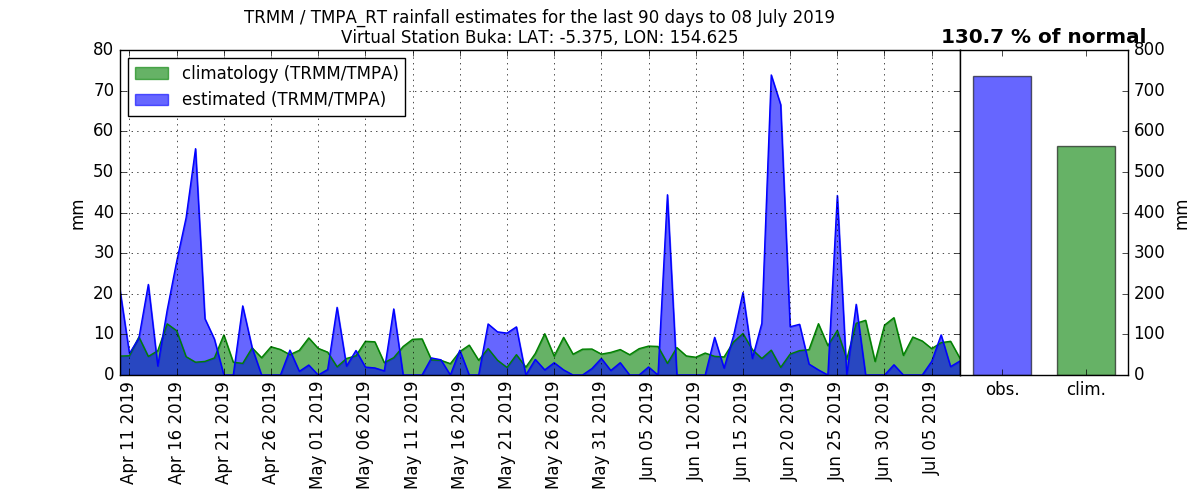 TRMM / TMPA_RT rainfall estimates for the last 90 days to 08 July 2019
Virtual Station Buka: LAT: -5.375, LON: 154.625
130.7 % of normal
climatology (TRMM/TMPA)
estimated (TRMM/TMPA)
80
70
60
50
40
30
20
10
0
mm
Apr 11 2019
Apr 16 2019
Apr 21 2019
Apr 26 2019
May 01 2019
May 06 2019
May 11 2019
May 16 2019
May 21 2019
May 26 2019
May 31 2019
Jun 05 2019
Jun 10 2019
Jun 15 2019
Jun 20 2019
Jun 25 2019
Jun 30 2019
Jul 05 2019
800
700
600
500
400
300
200
100
0
mm
obs.
clim.